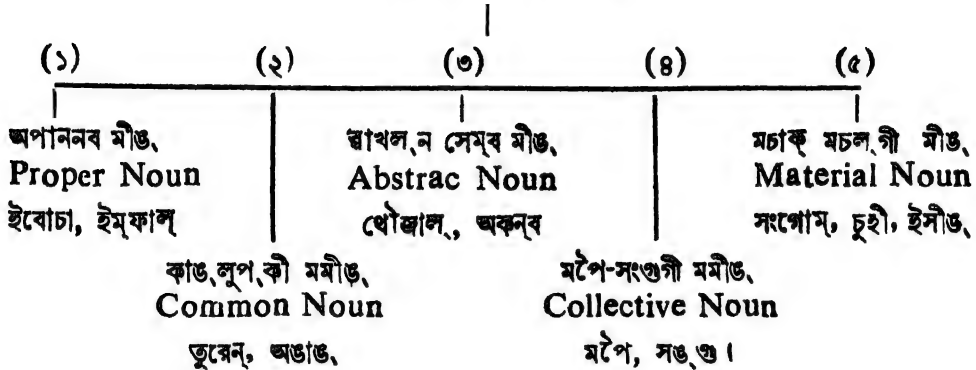 (১) (২) (৩) (৪) (৫)
অপাননব মীঙ্
Proper Noun
ইবোচা, ইম্ফাল্
ৱাখল্ন সেম্ব মীঙ্
Abstrac Noun
থৌজাল্, অকন্ব
মচাক্ মচল্গী মীঙ্
Material Noun
সংগোম্, চুহী, ইসীঙ্
কাঙ্লুপ্কী মমীঙ্
Common Noun
তুরেন্, অঙাঙ্
মপৈ-সংগুগী মমীঙ্
Collective Noun
মপৈ, সঙ্গু।